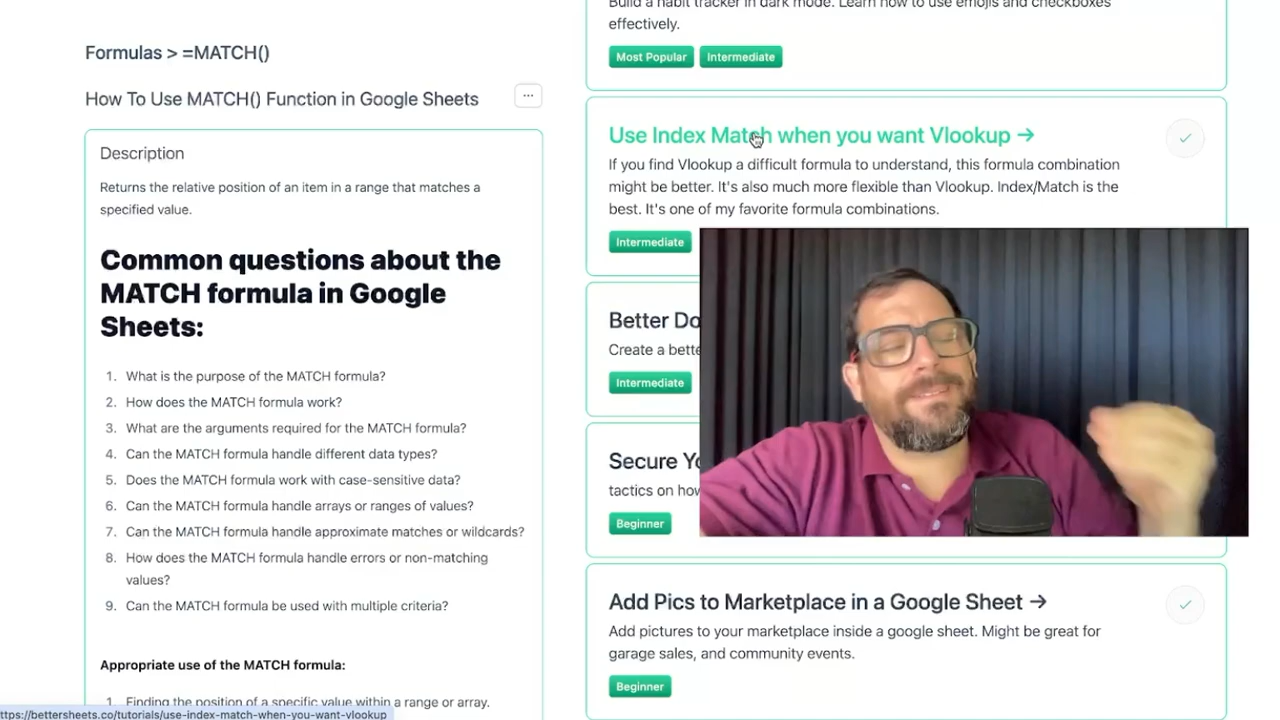 Formulas > =MATCH()
How To Use MATCH() Function in Google Sheets
...
Description
Returns the relative position of an item in a range that matches a
specified value.
Common questions about the
MATCH formula in Google
Sheets:
1. What is the purpose of the MATCH formula?
2. How does the MATCH formula work?
3. What are the arguments required for the MATCH formula?
4. Can the MATCH formula handle different data types?
5. Does the MATCH formula work with case-sensitive data?
6. Can the MATCH formula handle arrays or ranges of values?
7. Can the MATCH formula handle approximate matches or wildcards?
8. How does the MATCH formula handle errors or non-matching
values?
9. Can the MATCH formula be used with multiple criteria?
Appropriate use of the MATCH formula:
1. Finding the position of a specific value within a range or array.
ttps://bettersheets.co/tutorials/use-index-match-when-you-want-vlookup
Build a habit tracker in dark mode. Learn how to use emojis and checkboxes
effectively.
Most Popular Intermediate
Use Index Match when you want Vlookup →
If you find Vlookup a difficult formula to understand, this formula combination
might be better. It's also much more flexible than Vlookup. Index/Match is the
best. It's one of my favorite formula combinations.
Intermediate
Better Do
Create a bette
Intermediate
Secure Yo
tactics on how
Beginner
Add Pics to Marketplace in a Google Sheet →
Add pictures to your marketplace inside a google sheet. Might be great for
garage sales, and community events.
Beginner